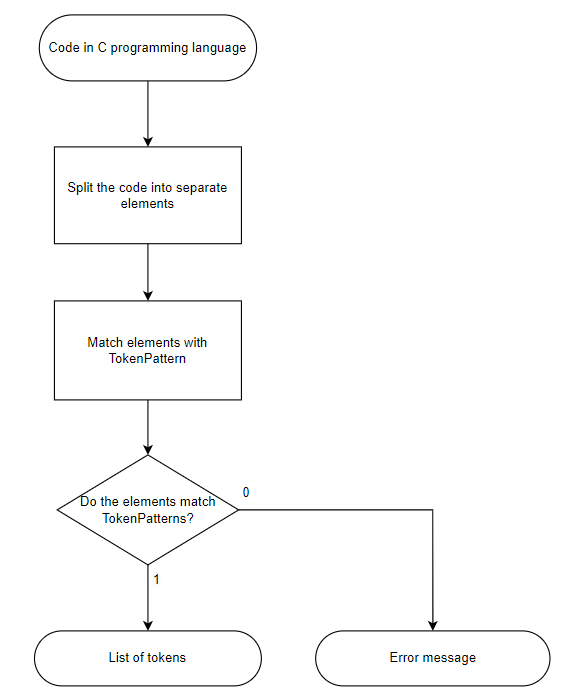 Code in C programming language
Split the code into separate
elements
Match elements with
TokenPattern
Do the elements match
TokenPatterns?
0
1
List of tokens
Error message